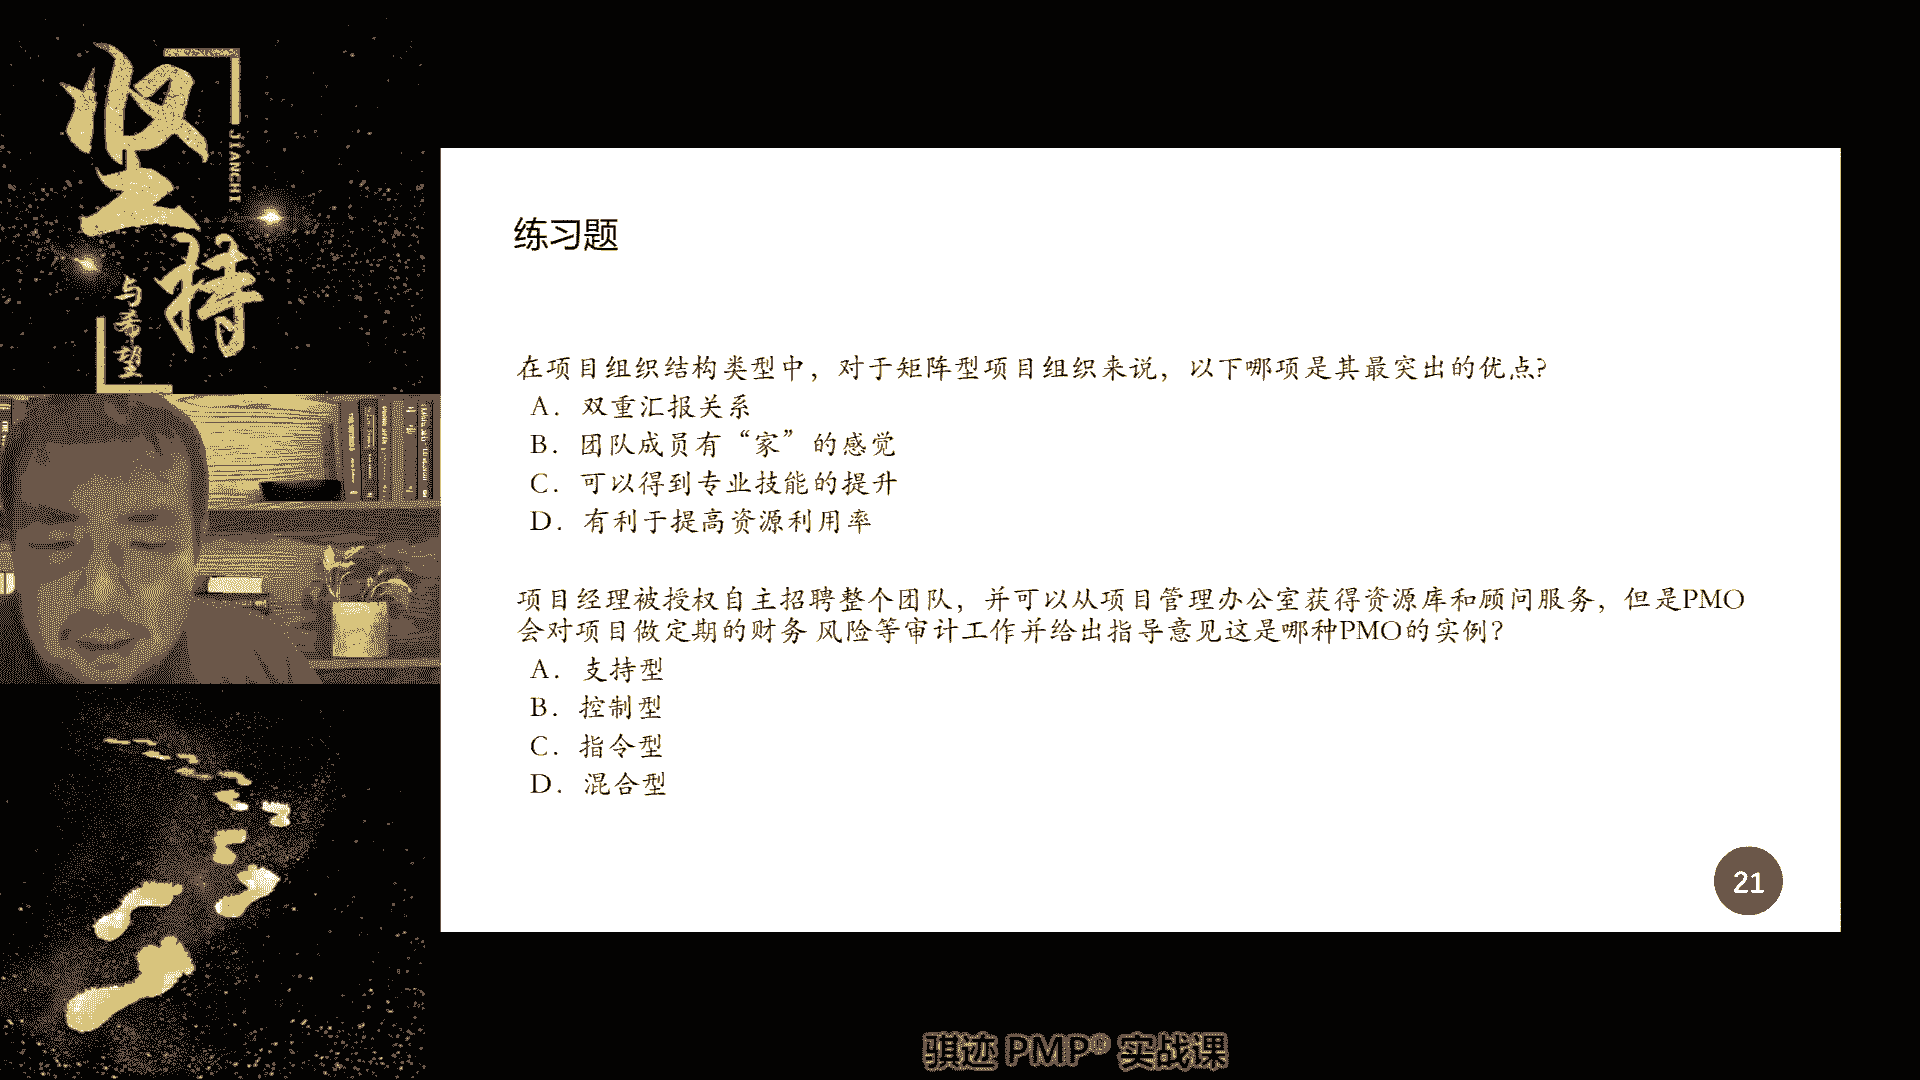 坚持
JIANCHI
与希望
练习题
在项目组织结构类型中，对于矩阵型项目组织来说，以下哪项是其最突出的优点?
A. 双重汇报关系
B. 团队成员有“家”的感觉
C. 可以得到专业技能的提升
D. 有利于提高资源利用率
项目经理被授权自主招聘整个团队，并可以从项目管理办公室获得资源库和顾问服务，但是PMO
会对项目做定期的财务 风险等审计工作并给出指导意见这是哪种PMO的实例？
A. 支持型
B. 控制型
C. 指令型
D. 混合型
21
骐迹 PMP® 实战课